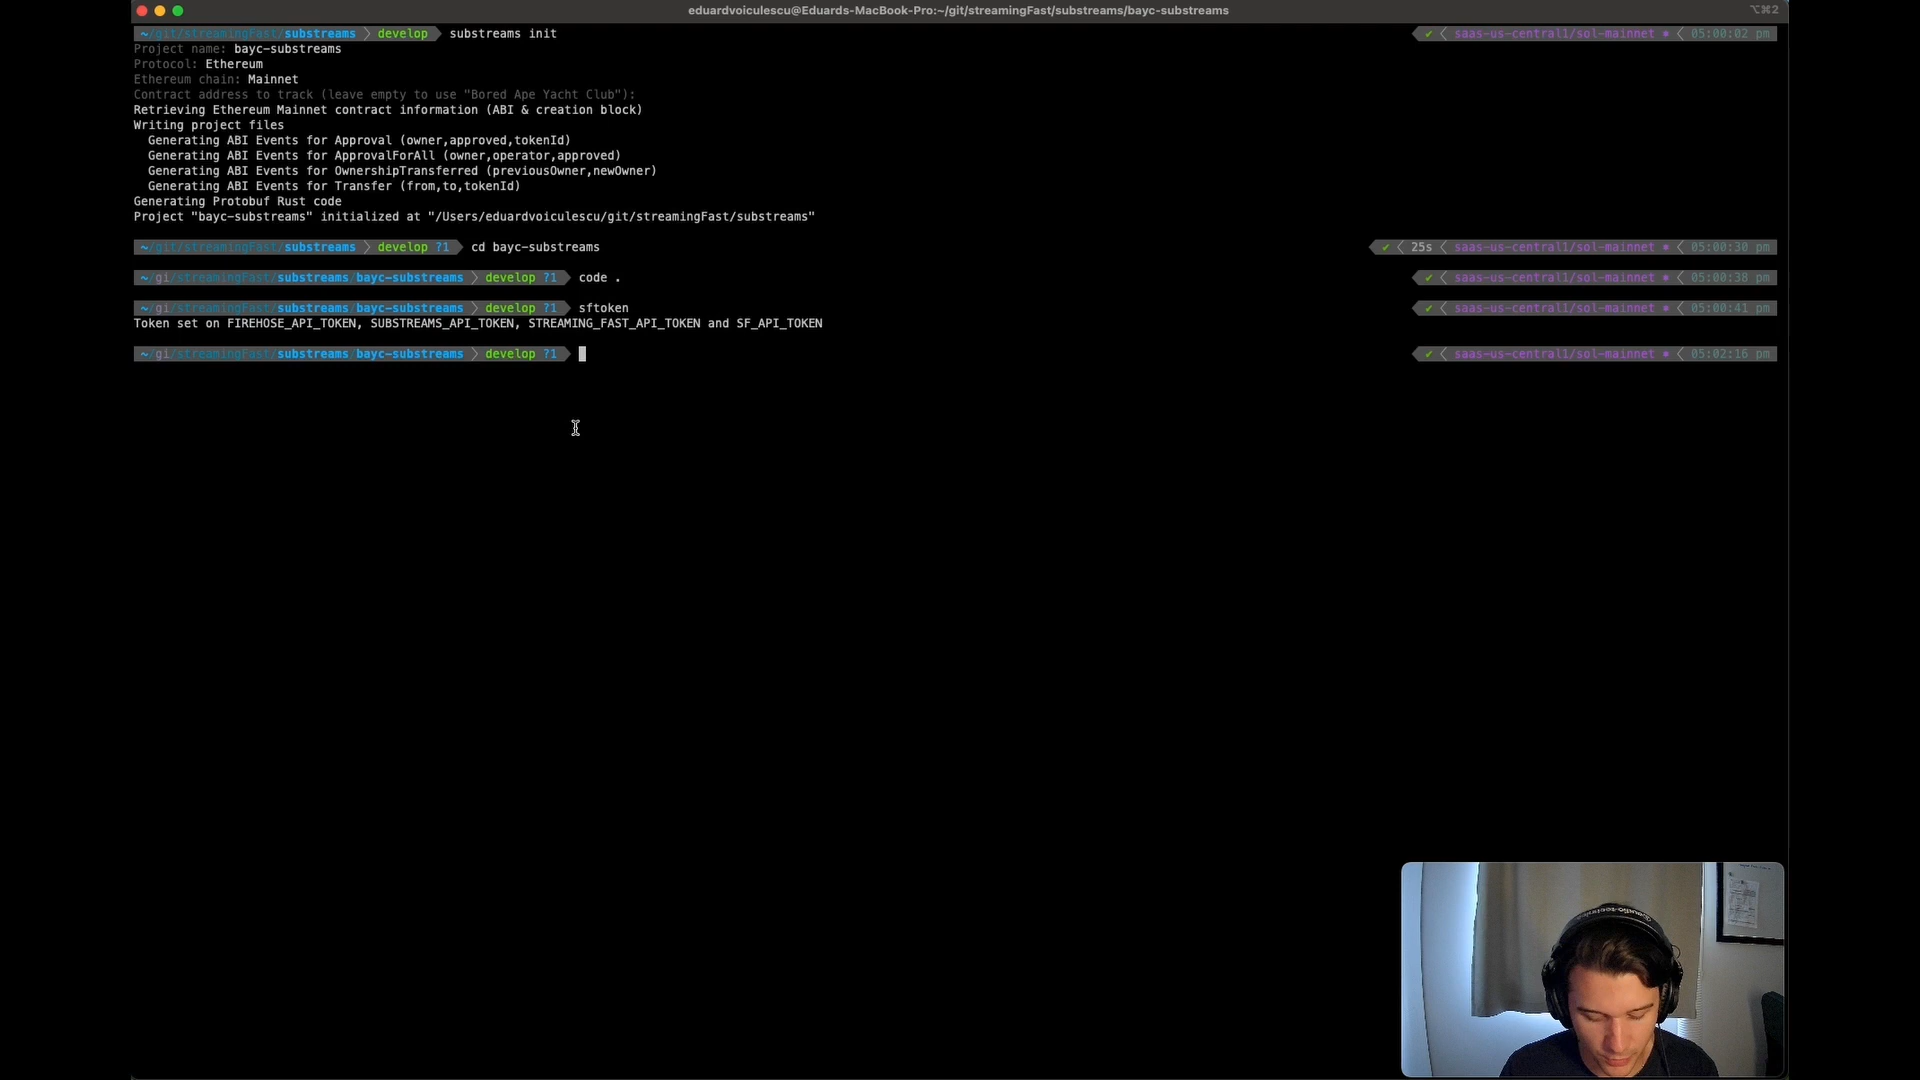 eduardvoiculescu@Eduards-MacBook-Pro:~/git/streamingFast/substreams/bayc-substreams ⌥⌘2
~/git/streamingFast/substreams develop substreams init ✔ saas-us-central1/sol-mainnet ⎈ 05:00:02 pm
Project name: bayc-substreams
Protocol: Ethereum
Ethereum chain: Mainnet
Contract address to track (leave empty to use "Bored Ape Yacht Club"):
Retrieving Ethereum Mainnet contract information (ABI & creation block)
Writing project files
Generating ABI Events for Approval (owner,approved,tokenId)
Generating ABI Events for ApprovalForAll (owner,operator,approved)
Generating ABI Events for OwnershipTransferred (previousOwner,newOwner)
Generating ABI Events for Transfer (from,to,tokenId)
Generating Protobuf Rust code
Project "bayc-substreams" initialized at "/Users/eduardvoiculescu/git/streamingFast/substreams"
~/git/streamingFast/substreams develop ?1 cd bayc-substreams ✔ 25s saas-us-central1/sol-mainnet ⎈ 05:00:30 pm
~/gi/streamingFast/substreams/bayc-substreams develop ?1 code . ✔ saas-us-central1/sol-mainnet ⎈ 05:00:38 pm
~/gi/streamingFast/substreams/bayc-substreams develop ?1 sftoken ✔ saas-us-central1/sol-mainnet ⎈ 05:00:41 pm
Token set on FIREHOSE_API_TOKEN, SUBSTREAMS_API_TOKEN, STREAMING_FAST_API_TOKEN and SF_API_TOKEN
~/gi/streamingFast/substreams/bayc-substreams develop ?1 ✔ saas-us-central1/sol-mainnet ⎈ 05:02:16 pm